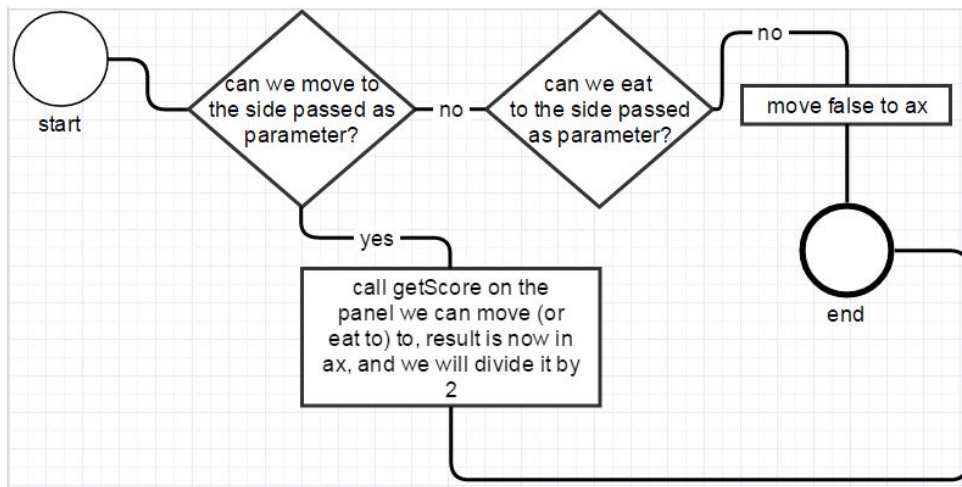 start
can we move to
the side passed as
parameter?
no
can we eat
to the side passed
as parameter?
no
move false to ax
yes
call getScore on the
panel we can move (or
eat to) to, result is now in
ax, and we will divide it by
2
end